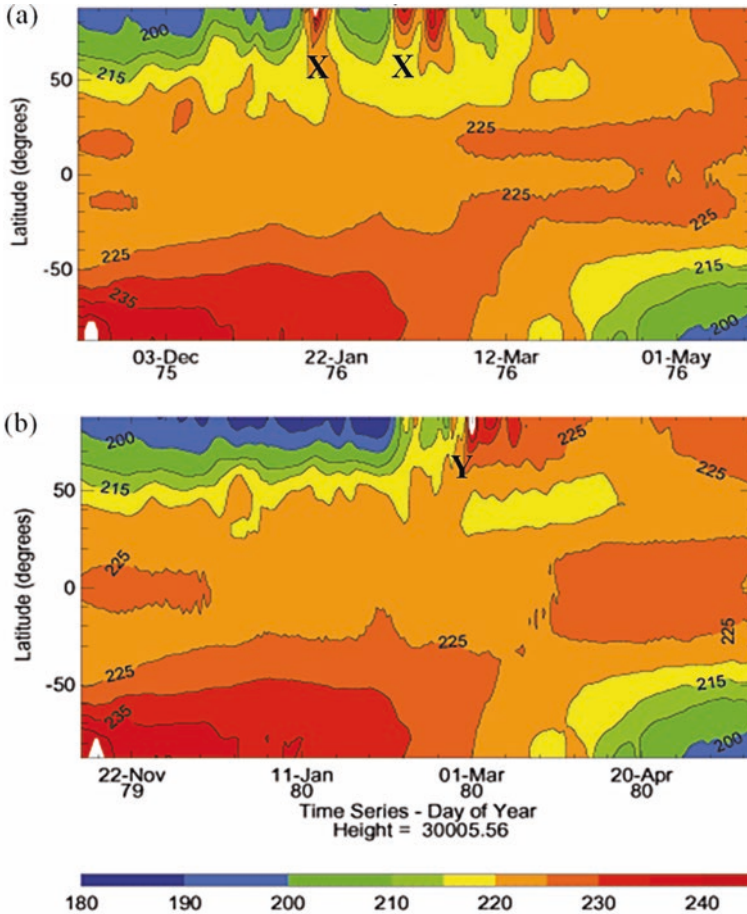 (a)
200
215
X X
50
225
0
225
225
225
215
-50
235
200
Latitude (degrees)
03-Dec 22-Jan 12-Mar 01-May
75 76 76 76
(b)
200
225
Y
225
215
50
225
0
225
225
225
-50
215
235
200
Latitude (degrees)
22-Nov 11-Jan 01-Mar 20-Apr
79 80 80 80
Time Series - Day of Year
Height = 30005.56
180 190 200 210 220 230 240